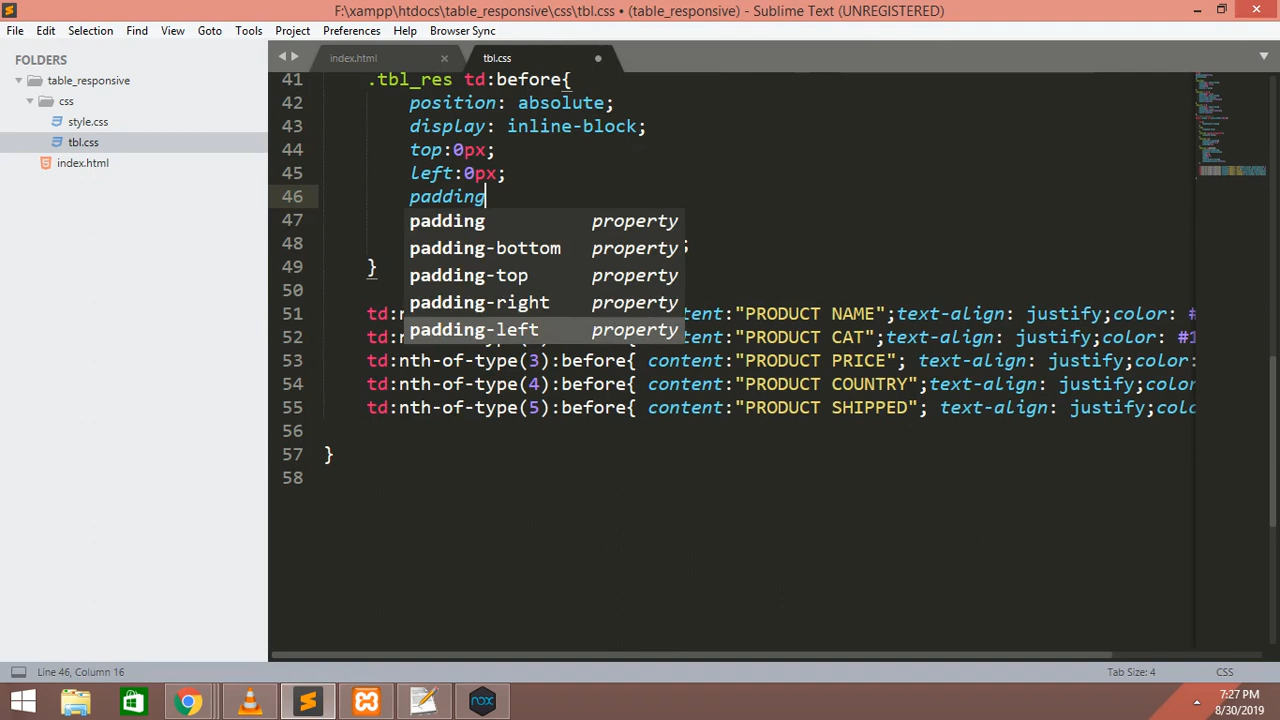 F:\xampp\htdocs\table_responsive\css\tbl.css • (table_responsive) - Sublime Text (UNREGISTERED)
File Edit Selection Find View Goto Tools Project Preferences Help Browser Sync
FOLDERS
table_responsive
css
style.css
tbl.css
index.html
index.html
tbl.css
41 .tbl_res td:before{
42 position: absolute;
43 display: inline-block;
44 top:0px;
45 left:0px;
46 padding
padding property
padding-bottom property
padding-top property
padding-right property
padding-left property
47
48 ;
49 }
50
51 td: content:"PRODUCT NAME";text-align: justify;color: #
52 td: content:"PRODUCT CAT";text-align: justify;color: #1
53 td:nth-of-type(3):before{ content:"PRODUCT PRICE"; text-align: justify;color:
54 td:nth-of-type(4):before{ content:"PRODUCT COUNTRY";text-align: justify;color:
55 td:nth-of-type(5):before{ content:"PRODUCT SHIPPED"; text-align: justify;colo
56
57 }
58
Line 46, Column 16
Tab Size: 4
CSS
nox
7:27 PM
8/30/2019